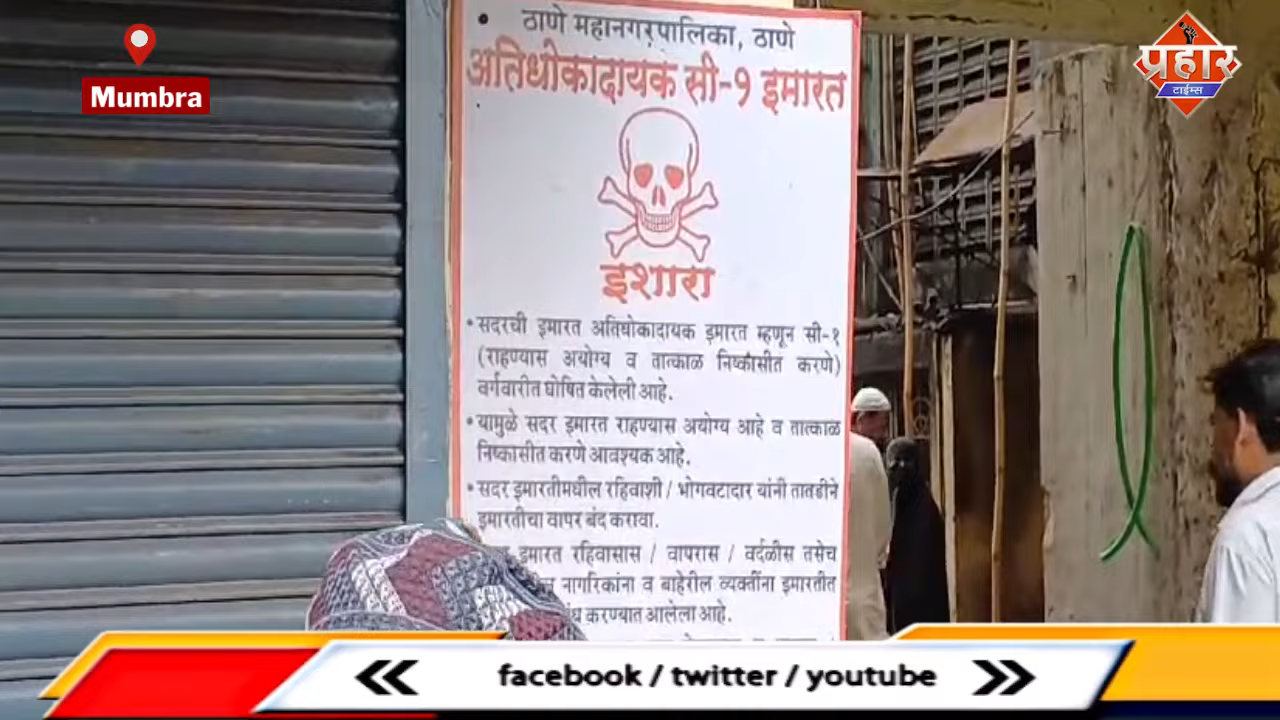 Mumbra
प्रहार
टाईम्स
• ठाणे महानगरपालिका, ठाणे
अतिधोकादायक सी-१ इमारत
इशारा
• सदरची इमारत अतिधोकादायक इमारत म्हणून सी-१
(राहण्यास अयोग्य व तात्काळ निष्कासीत करणे)
वर्गवारीत घोषित केलेली आहे.
• यामुळे सदर इमारत राहण्यास अयोग्य आहे व तात्काळ
निष्कासीत करणे आवश्यक आहे.
• सदर इमारतीमधील रहिवाशी / भोगवटादार यांनी तातडीने
इमारतीचा वापर बंद करावा.
इमारत रहिवासास / वापरास / वर्दळीस तसेच
नागरिकांना व बाहेरील व्यक्तींना इमारतीत
करण्यात आलेला आहे.
facebook / twitter / youtube